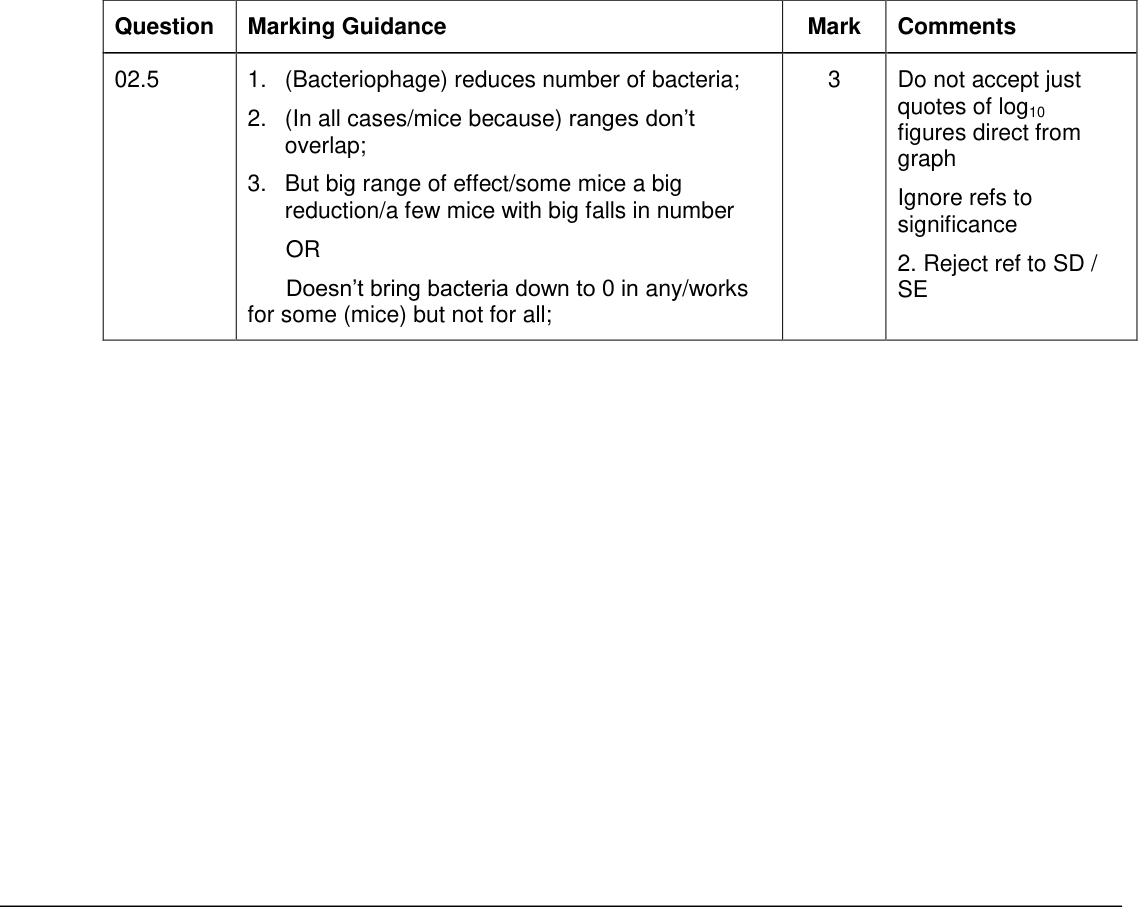 Question Marking Guidance Mark Comments
02.5 1. (Bacteriophage) reduces number of bacteria; 3
2. (In all cases/mice because) ranges don't
overlap;
3. But big range of effect/some mice a big
reduction/a few mice with big falls in number
OR
Doesn't bring bacteria down to 0 in any/works
for some (mice) but not for all;
Do not accept just
quotes of log₁₀
figures direct from
graph
Ignore refs to
significance
2. Reject ref to SD /
SE